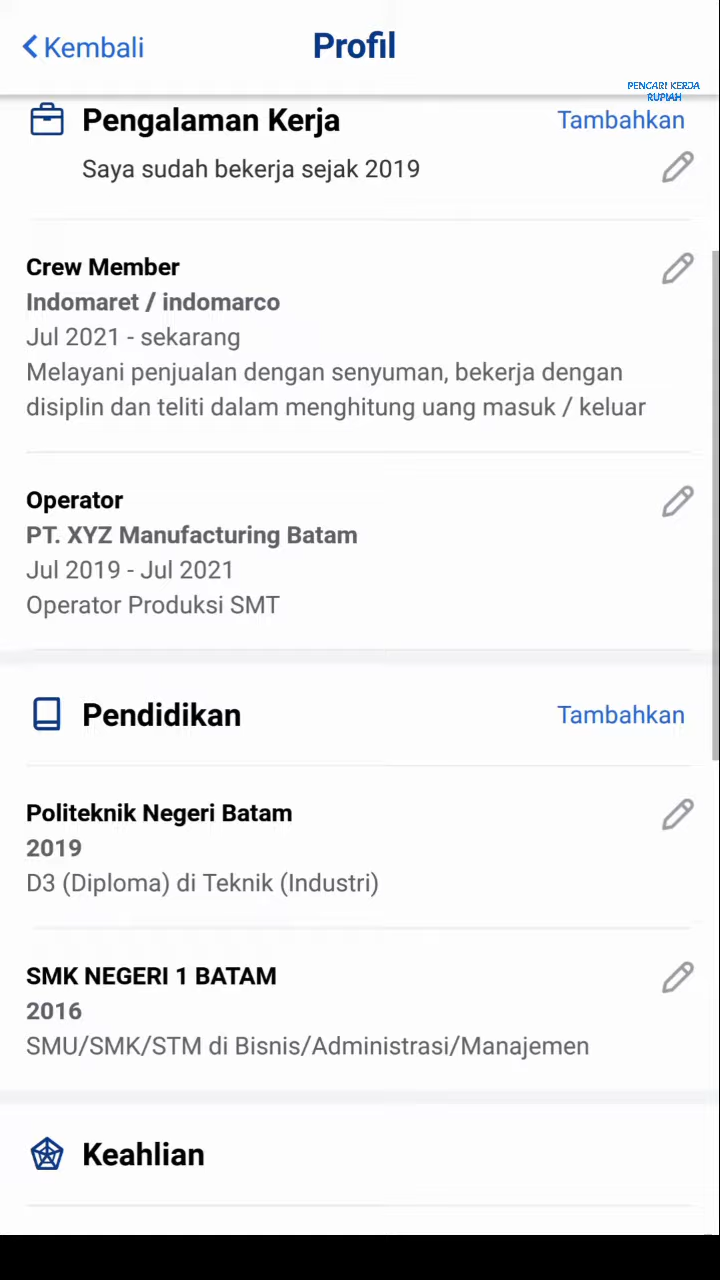 Kembali
Profil
PENCARI KERJA
RUPIAH
Pengalaman Kerja
Tambahkan
Saya sudah bekerja sejak 2019
Crew Member
Indomaret / indomarco
Jul 2021 - sekarang
Melayani penjualan dengan senyuman, bekerja dengan
disiplin dan teliti dalam menghitung uang masuk / keluar
Operator
PT. XYZ Manufacturing Batam
Jul 2019 - Jul 2021
Operator Produksi SMT
Pendidikan
Tambahkan
Politeknik Negeri Batam
2019
D3 (Diploma) di Teknik (Industri)
SMK NEGERI 1 BATAM
2016
SMU/SMK/STM di Bisnis/Administrasi/Manajemen
Keahlian